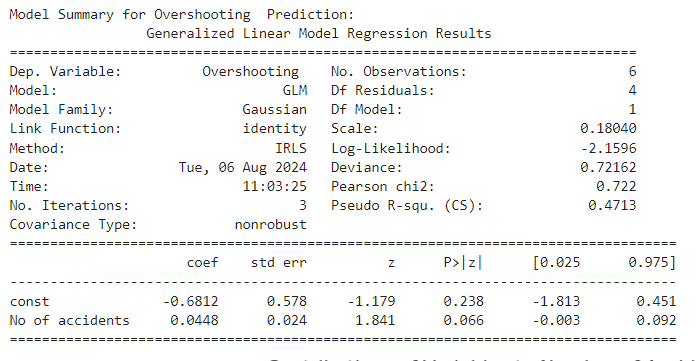 Model Summary for Overshooting  Prediction:
                 Generalized Linear Model Regression Results
==============================================================================
Dep. Variable:           Overshooting   No. Observations:                    6
Model:                            GLM   Df Residuals:                        4
Model Family:                Gaussian   Df Model:                            1
Link Function:               identity   Scale:                         0.18040
Method:                          IRLS   Log-Likelihood:                -2.1596
Date:                Tue, 06 Aug 2024   Deviance:                      0.72162
Time:                        11:03:25   Pearson chi2:                    0.722
No. Iterations:                     3   Pseudo R-squ. (CS):             0.4713
Covariance Type:            nonrobust
===================================================================================
                      coef    std err          z      P>|z|      [0.025      0.975]
-----------------------------------------------------------------------------------
const              -0.6812      0.578     -1.179      0.238      -1.813       0.451
No of accidents     0.0448      0.024      1.841      0.066      -0.003       0.092
===================================================================================